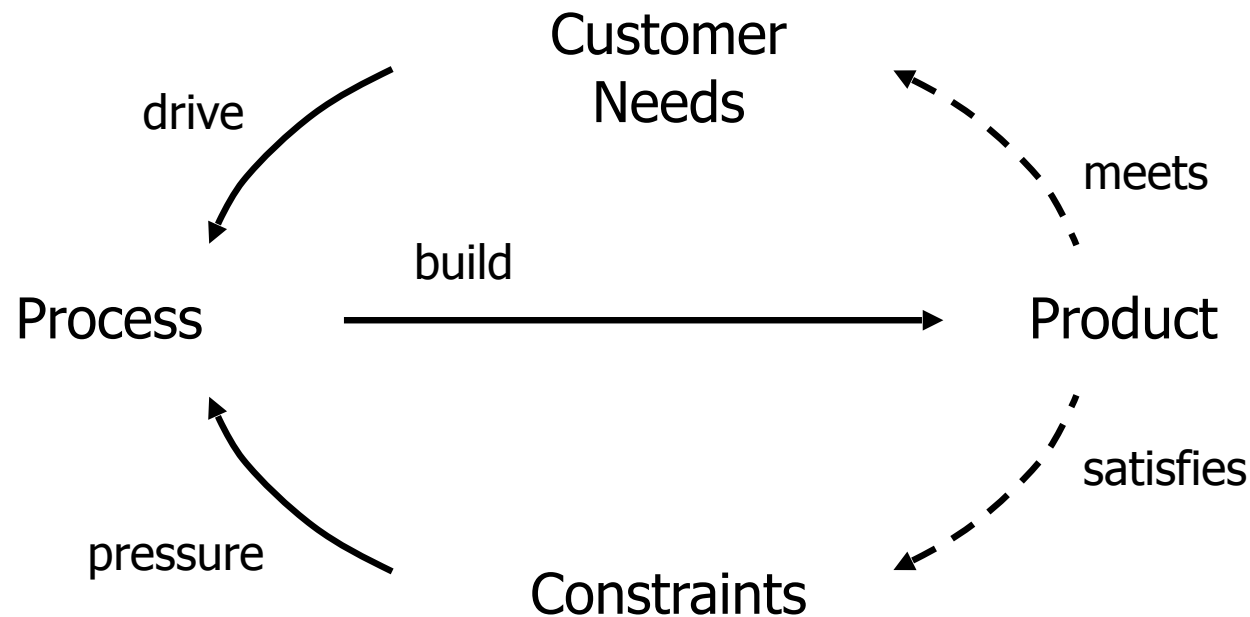 Customer
Needs
drive
meets
build
Process
Product
satisfies
pressure
Constraints